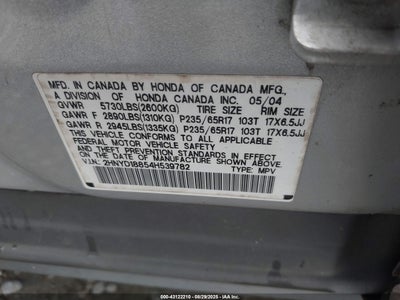 MFD. IN CANADA BY HONDA OF CANADA MFG.,
A DIVISION OF HONDA CANADA INC. 05/04
GVWR 5730LBS(2600KG) TIRE SIZE RIM SIZE
GAWR F 2890LBS(1310KG) P235/65R17 103T 17X6.5JJ
GAWR R 2945LBS(1335KG) P235/65R17 103T 17X6.5JJ
THIS VEHICLE CONFORMS TO ALL APPLICABLE
FEDERAL MOTOR VEHICLE SAFETY AND
THEFT PREVENTION STANDARDS IN EFFECT
ON THE DATE OF MANUFACTURE SHOWN ABOVE.
V.I.N. 2HNYD18854H539782 TYPE: MPV
000-43122210 - 08/29/2025 - IAAI.COM